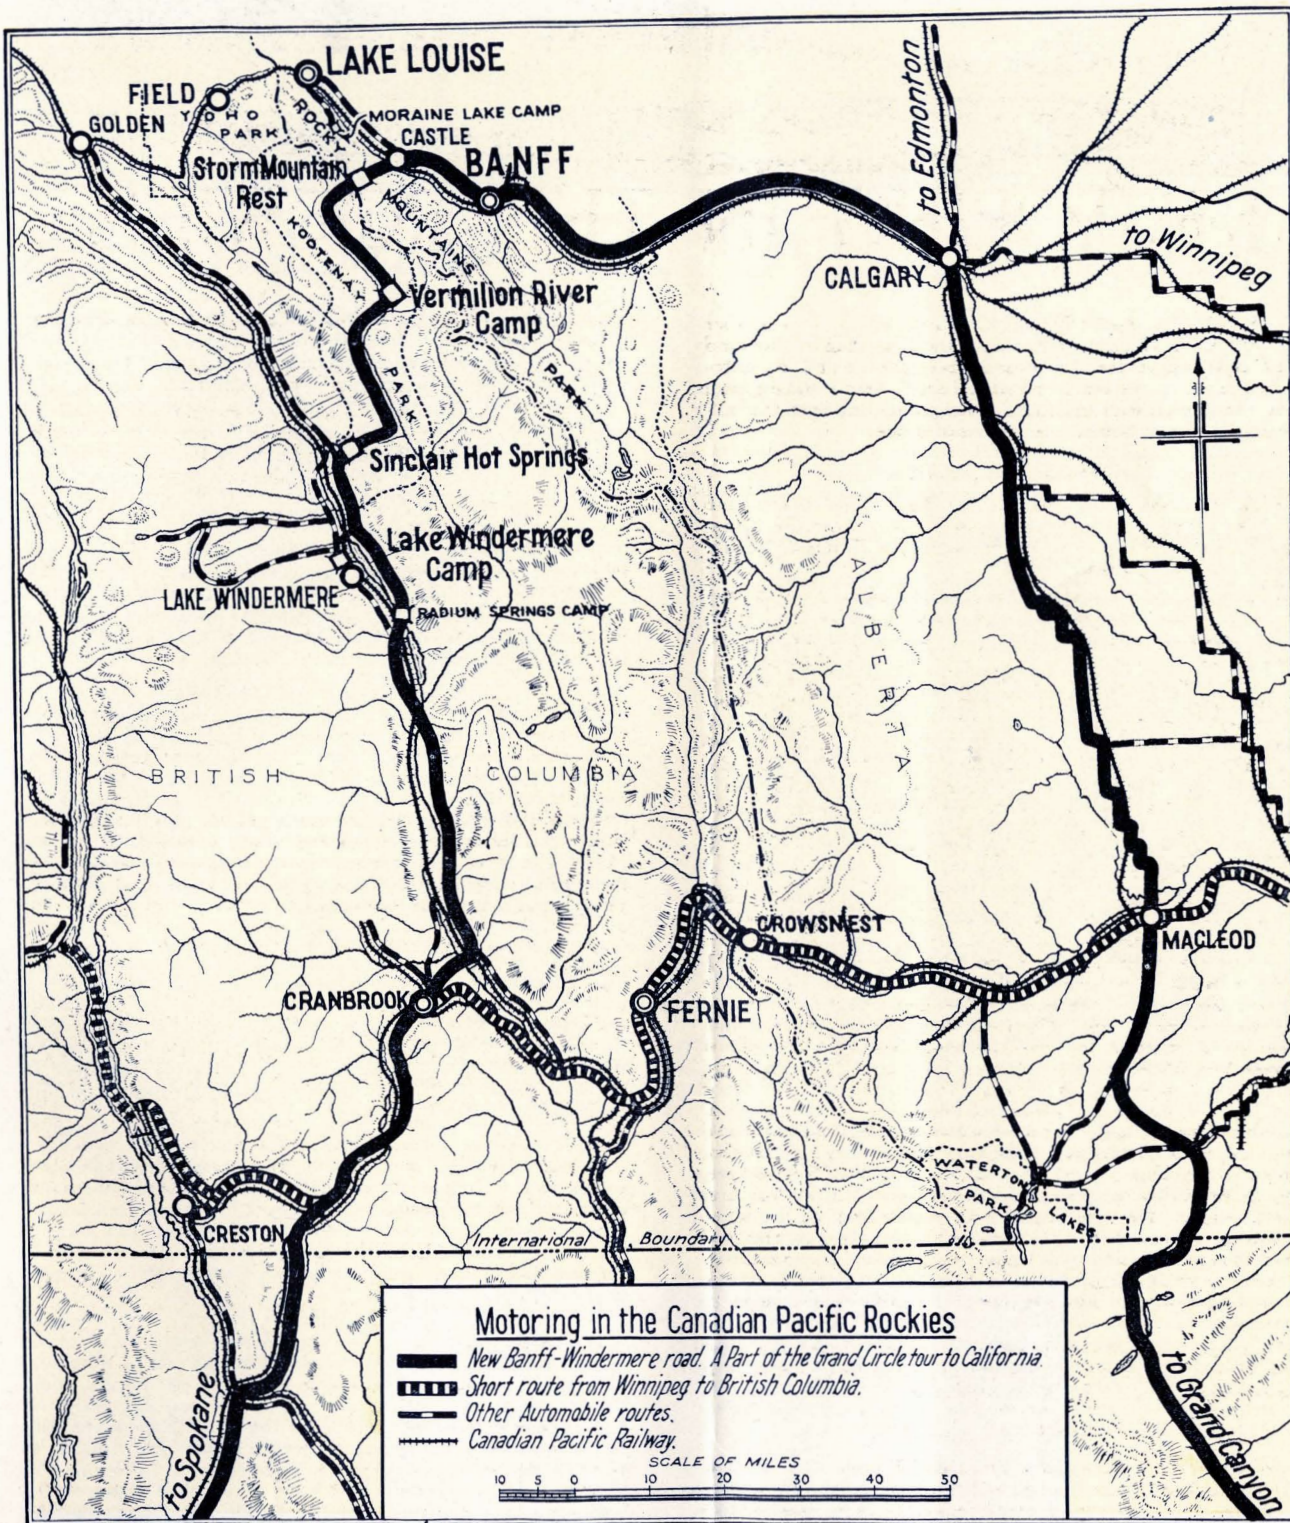 LAKE LOUISE
FIELD
YOHO
PARK
GOLDEN
ROCKY
MORAINE LAKE CAMP
CASTLE
BANFF
Storm Mountain
Rest
MOUNTAINS
KOOTENAY
to Edmonton
to Winnipeg
CALGARY
Vermilion River
Camp
PARK
PARK
Sinclair Hot Springs
Lake Windermere
Camp
LAKE WINDERMERE
RADIUM SPRINGS CAMP
ALBERTA
BRITISH COLUMBIA
CROWSNEST
MACLEOD
CRANBROOK
FERNIE
WATERTON
PARK LAKES
CRESTON
International Boundary
Motoring in the Canadian Pacific Rockies
New Banff-Windermere road. A Part of the Grand Circle tour to California.
Short route from Winnipeg to British Columbia.
Other Automobile routes.
Canadian Pacific Railway.
SCALE OF MILES
10 5 0 10 20 30 40 50
to Spokane
to Grand Canyon